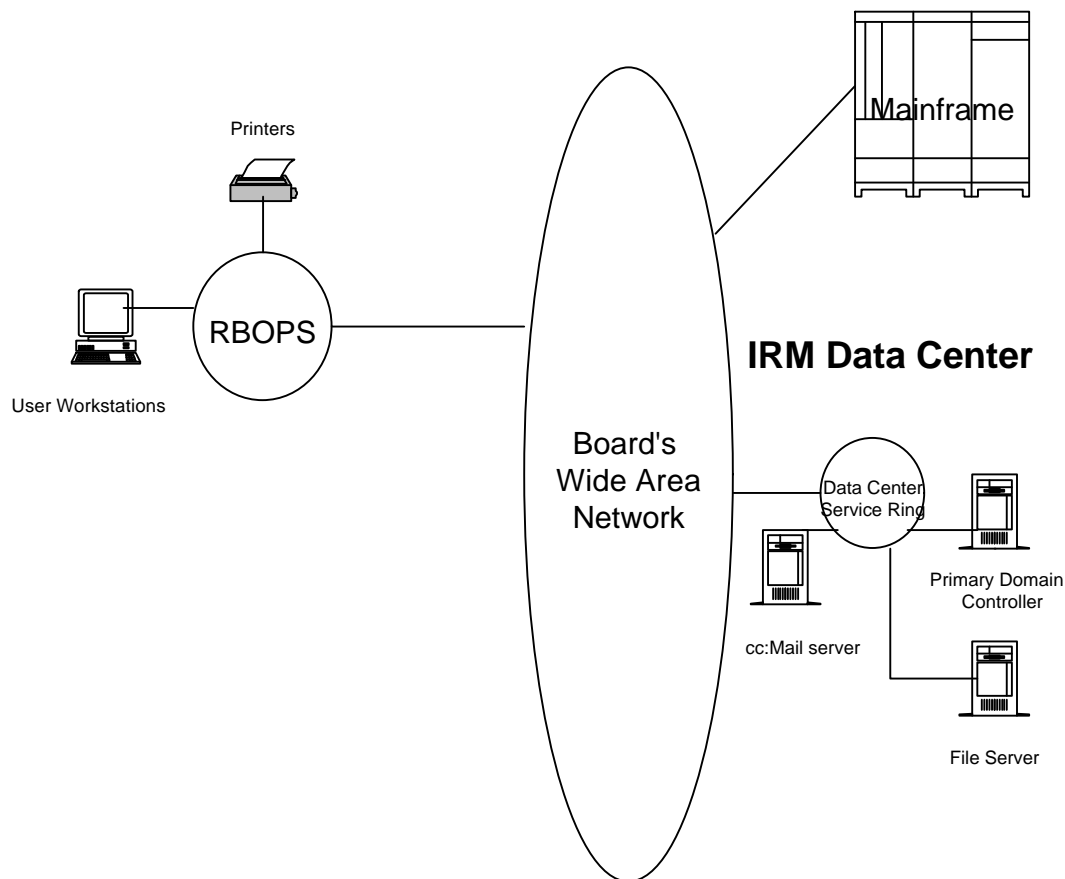 Mainframe
Printers
RBOPS
User Workstations
IRM Data Center
Board's
Wide Area
Network
Data Center
Service Ring
Primary Domain
Controller
cc:Mail server
File Server